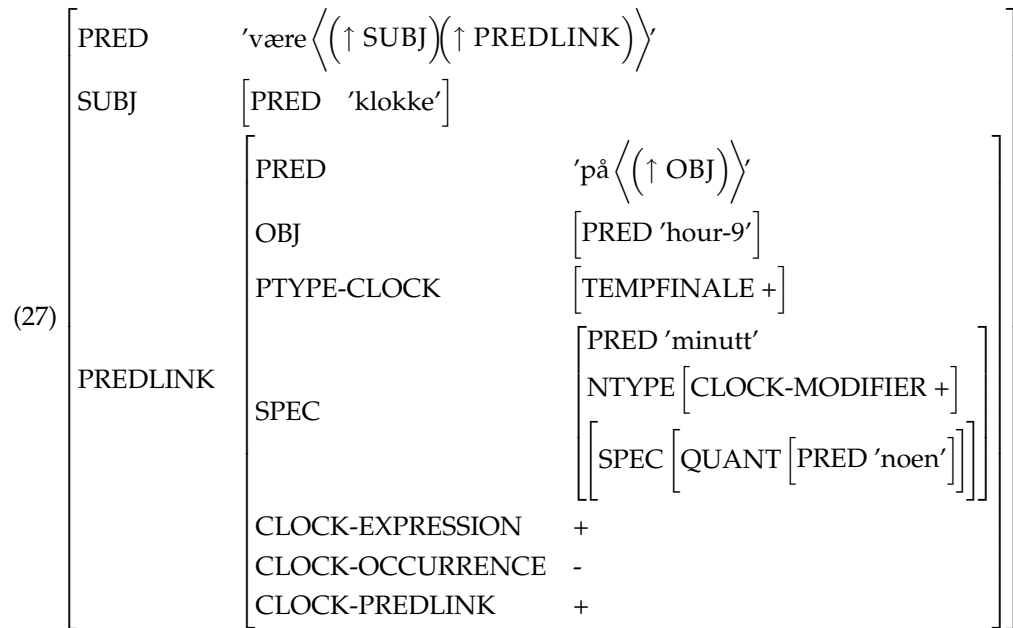 PRED 'være⟨(↑ SUBJ)(↑ PREDLINK)⟩'
SUBJ [PRED 'klokke']
PRED 'på⟨(↑ OBJ)⟩'
OBJ [PRED 'hour-9']
PTYPE-CLOCK [TEMPFINALE +]
(27)
PREDLINK
SPEC
[PRED 'minutt'
NTYPE [CLOCK-MODIFIER +]
[[SPEC [QUANT [PRED 'noen']]]]]
CLOCK-EXPRESSION +
CLOCK-OCCURRENCE -
CLOCK-PREDLINK +